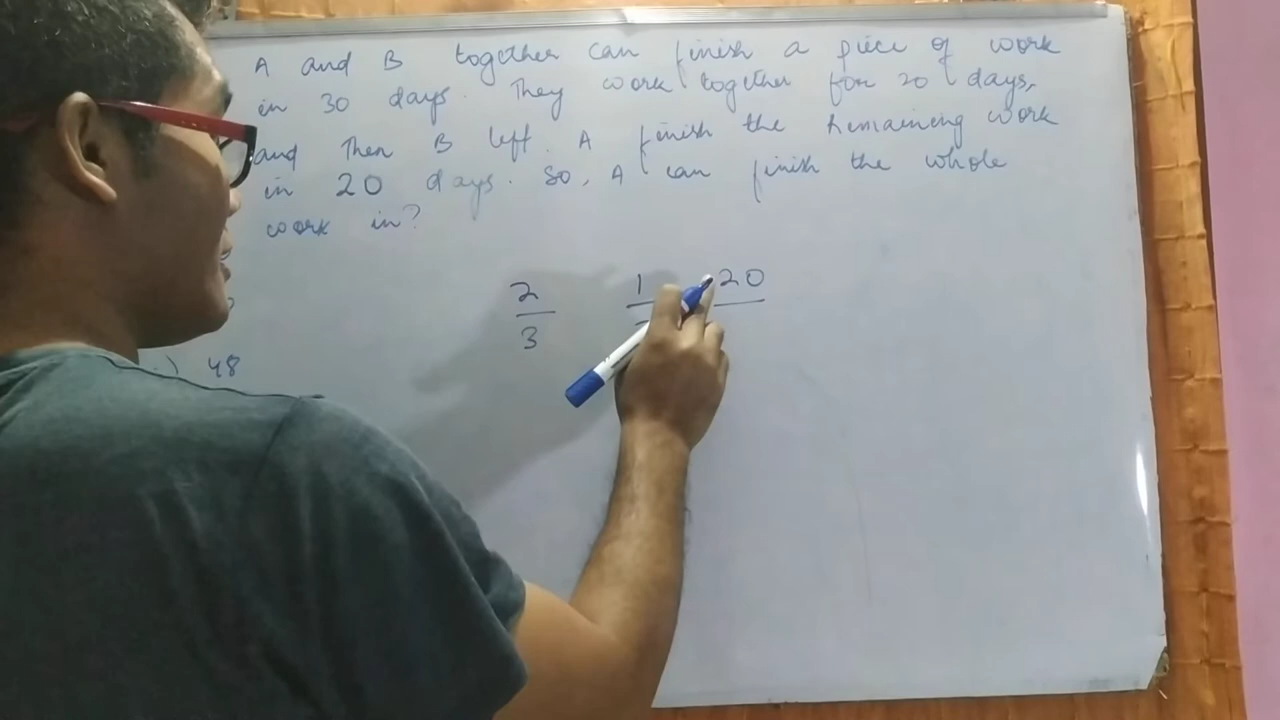 A and B together can finish a piece of work
in 30 days. They work together for 20 days,
and Then B left. A finish the Remaining work
in 20 days. So, A can finish the whole
work in?
2
3
1
20
48